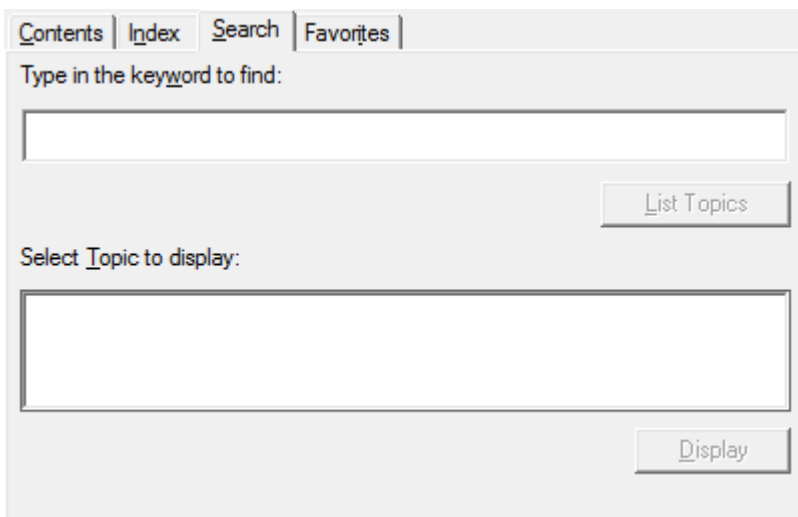 Contents Index Search Favorites
Type in the keyword to find:
List Topics
Select Topic to display:
Display